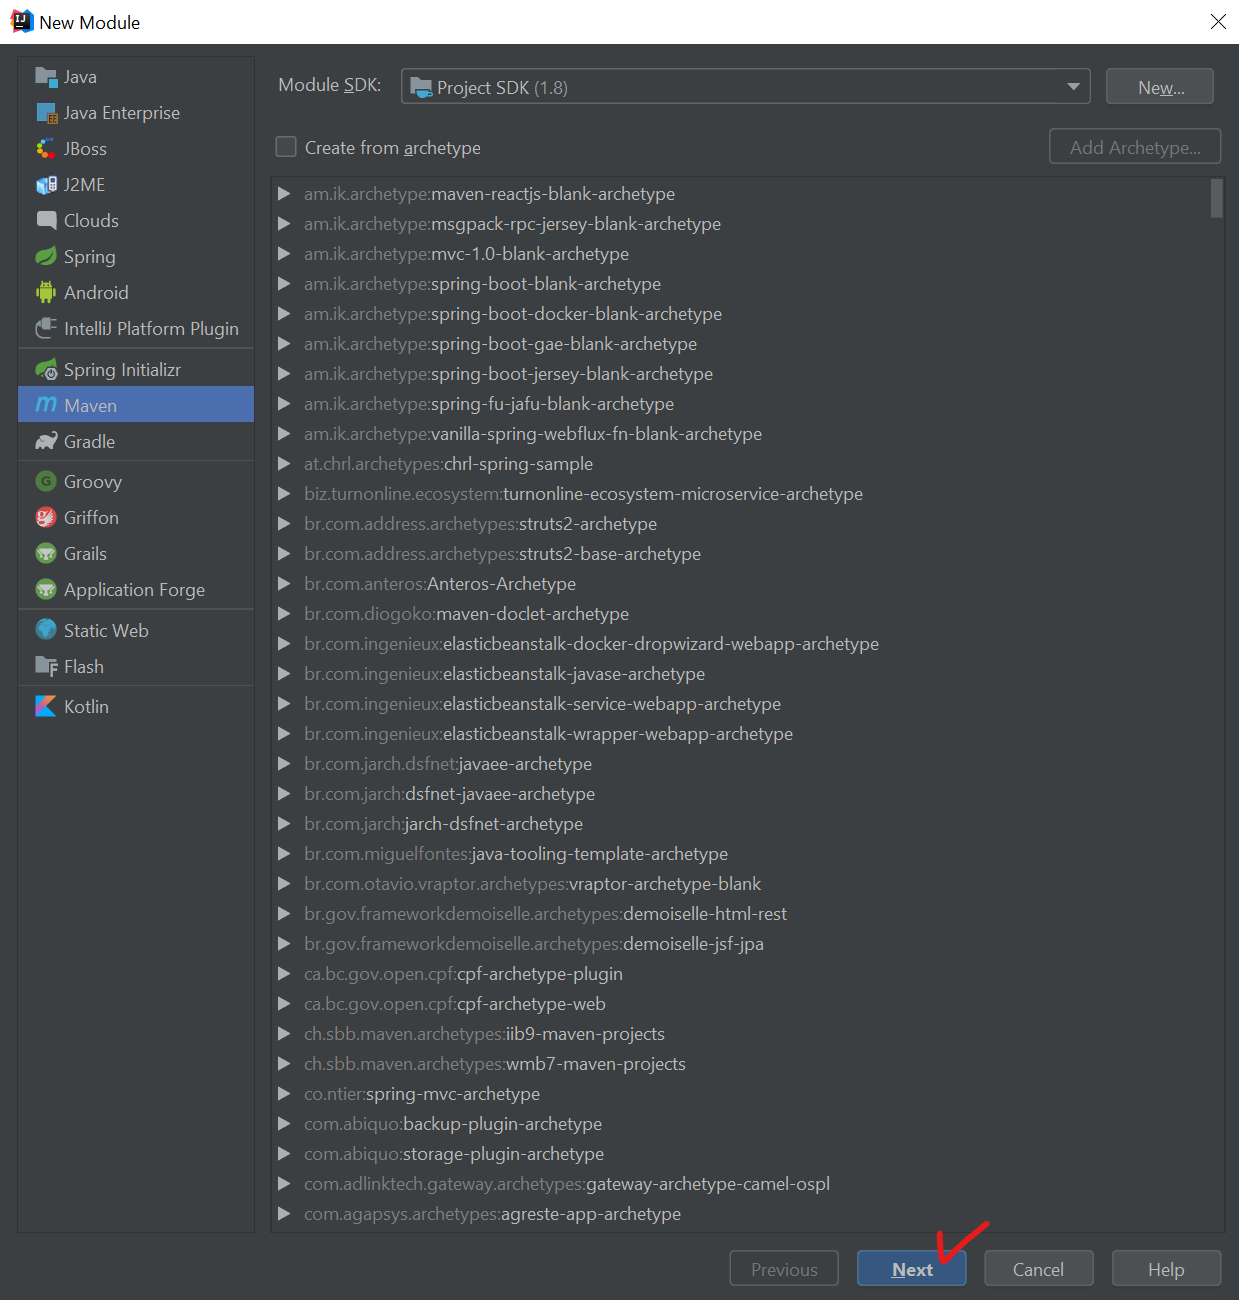 New Module
Java
Java Enterprise
JBoss
J2ME
Clouds
Spring
Android
IntelliJ Platform Plugin
Spring Initializr
Maven
Gradle
Groovy
Griffon
Grails
Application Forge
Static Web
Flash
Kotlin
Module SDK: Project SDK (1.8) New...
Create from archetype Add Archetype...
am.ik.archetype:maven-reactjs-blank-archetype
am.ik.archetype:msgpack-rpc-jersey-blank-archetype
am.ik.archetype:mvc-1.0-blank-archetype
am.ik.archetype:spring-boot-blank-archetype
am.ik.archetype:spring-boot-docker-blank-archetype
am.ik.archetype:spring-boot-gae-blank-archetype
am.ik.archetype:spring-boot-jersey-blank-archetype
am.ik.archetype:spring-fu-jafu-blank-archetype
am.ik.archetype:vanilla-spring-webflux-fn-blank-archetype
at.chrl.archetypes:chrl-spring-sample
biz.turnonline.ecosystem:turnonline-ecosystem-microservice-archetype
br.com.address.archetypes:struts2-archetype
br.com.address.archetypes:struts2-base-archetype
br.com.anteros:Anteros-Archetype
br.com.diogoko:maven-doclet-archetype
br.com.ingenieux:elasticbeanstalk-docker-dropwizard-webapp-archetype
br.com.ingenieux:elasticbeanstalk-javase-archetype
br.com.ingenieux:elasticbeanstalk-service-webapp-archetype
br.com.ingenieux:elasticbeanstalk-wrapper-webapp-archetype
br.com.jarch.dsfnet:javaee-archetype
br.com.jarch:dsfnet-javaee-archetype
br.com.jarch:jarch-dsfnet-archetype
br.com.miguelfontes:java-tooling-template-archetype
br.com.otavio.vraptor.archetypes:vraptor-archetype-blank
br.gov.frameworkdemoiselle.archetypes:demoiselle-html-rest
br.gov.frameworkdemoiselle.archetypes:demoiselle-jsf-jpa
ca.bc.gov.open.cpf:cpf-archetype-plugin
ca.bc.gov.open.cpf:cpf-archetype-web
ch.sbb.maven.archetypes:iib9-maven-projects
ch.sbb.maven.archetypes:wmb7-maven-projects
co.ntier:spring-mvc-archetype
com.abiquo:backup-plugin-archetype
com.abiquo:storage-plugin-archetype
com.adlinktech.gateway.archetypes:gateway-archetype-camel-ospl
com.agapsys.archetypes:agreste-app-archetype
Previous Next Cancel Help